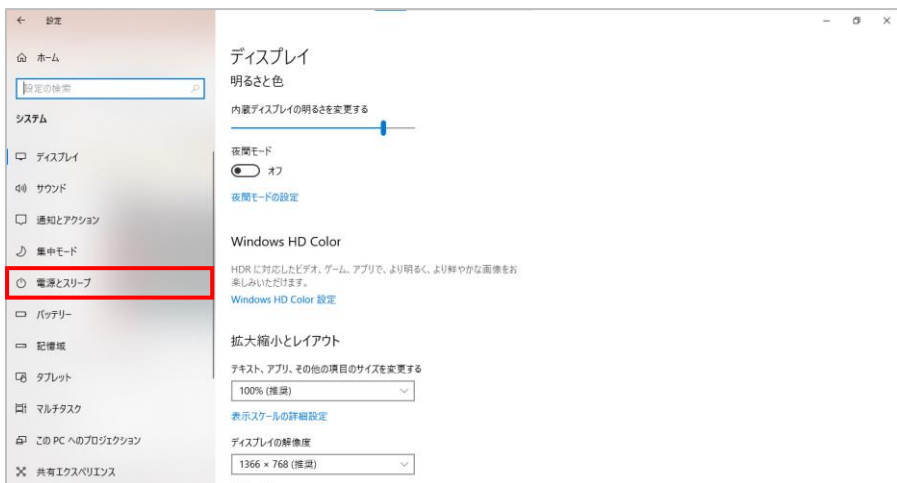 設定
ホーム
設定の検索
システム
ディスプレイ
サウンド
通知とアクション
集中モード
電源とスリープ
バッテリー
記憶域
タブレット
マルチタスク
この PC へのプロジェクション
共有エクスペリエンス
ディスプレイ
明るさと色
内蔵ディスプレイの明るさを変更する
夜間モード
オフ
夜間モードの設定
Windows HD Color
HDR に対応したビデオ、ゲーム、アプリで、より明るく、より鮮やかな画像をお
楽しみいただけます。
Windows HD Color 設定
拡大縮小とレイアウト
テキスト、アプリ、その他の項目のサイズを変更する
100% (推奨)
表示スケールの詳細設定
ディスプレイの解像度
1366 × 768 (推奨)